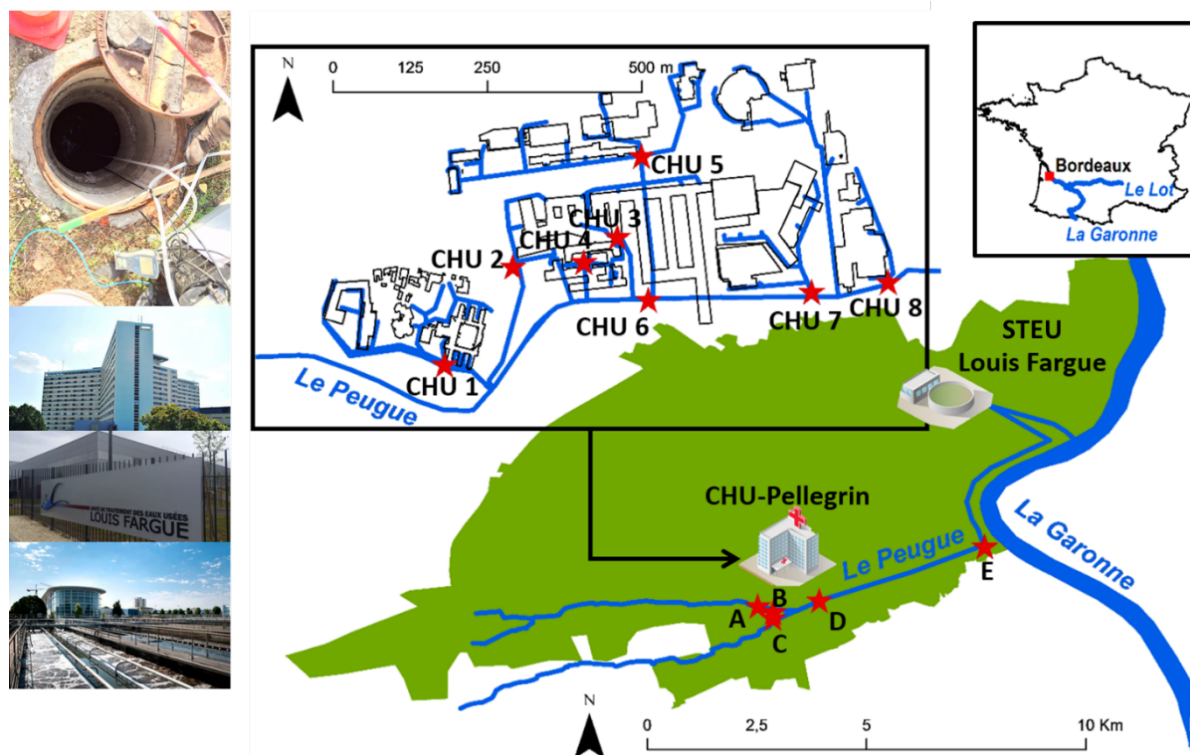 N
0
125
250
500 m
CHU 5
CHU 3
CHU 4
CHU 2
CHU 6
CHU 7
CHU 8
CHU 1
Le Peugue
Bordeaux
Le Lot
La Garonne
STEU
Louis Fargue
CHU-Pellegrin
Le Peugue
La Garonne
A
B
C
D
E
N
0
2,5
5
10 Km
LOUIS FARGUE